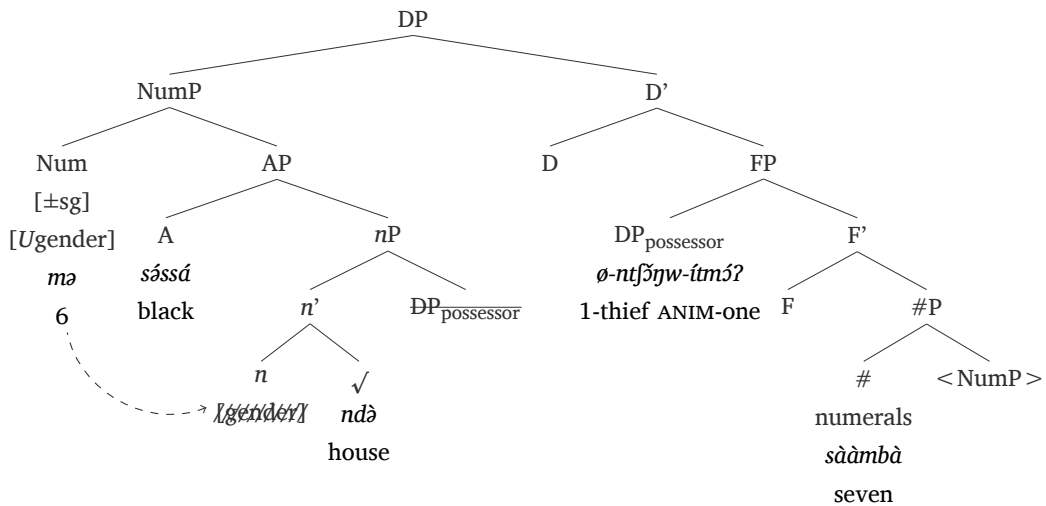 DP
NumP D’
Num AP D FP
[±sg]
[Ugender] A nP DPpossessor F’
mə sə́ssá ø-ntʃɔ̌ŋw-ítmɔ́ʔ
6 black n’ DPpossessor 1-thief ANIM-one F #P
n √ # <NumP>
[gender] ndə̀ numerals
house sààmbà
seven